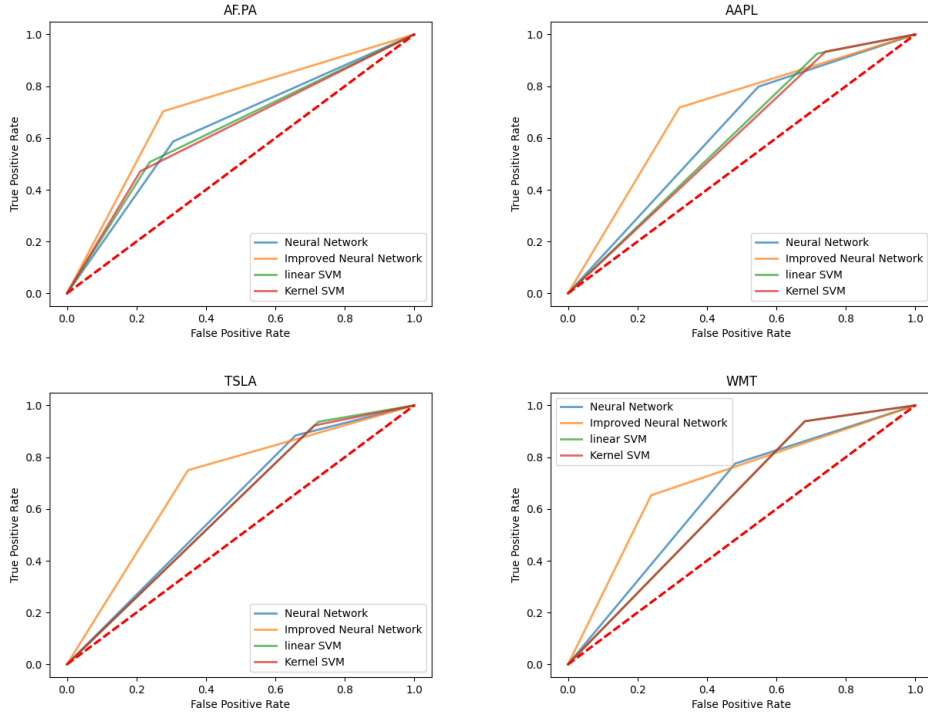 AF.PA
1.0
0.8
0.6
0.4
0.2
0.0
True Positive Rate
Neural Network
Improved Neural Network
linear SVM
Kernel SVM
0.0 0.2 0.4 0.6 0.8 1.0
False Positive Rate
AAPL
1.0
0.8
0.6
0.4
0.2
0.0
True Positive Rate
Neural Network
Improved Neural Network
linear SVM
Kernel SVM
0.0 0.2 0.4 0.6 0.8 1.0
False Positive Rate
TSLA
1.0
0.8
0.6
0.4
0.2
0.0
True Positive Rate
Neural Network
Improved Neural Network
linear SVM
Kernel SVM
0.0 0.2 0.4 0.6 0.8 1.0
False Positive Rate
WMT
1.0
0.8
0.6
0.4
0.2
0.0
True Positive Rate
Neural Network
Improved Neural Network
linear SVM
Kernel SVM
0.0 0.2 0.4 0.6 0.8 1.0
False Positive Rate